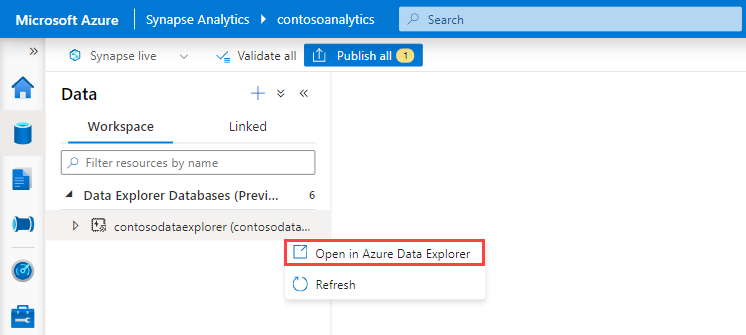 Microsoft Azure Synapse Analytics contosoanalytics Search
Synapse live Validate all Publish all 1
Data
Workspace Linked
Filter resources by name
Data Explorer Databases (Previ... 6
contosodataexplorer (contosodata...
Open in Azure Data Explorer
Refresh